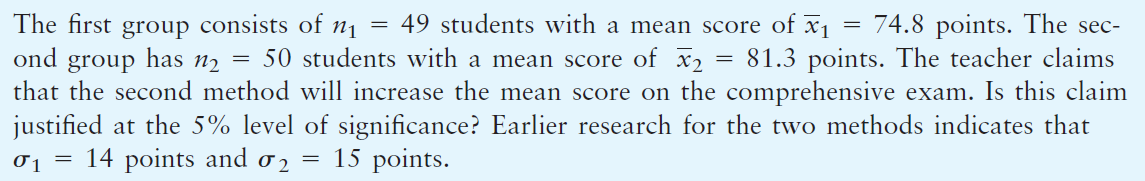 The first group consists of n₁ = 49 students with a mean score of x̅₁ = 74.8 points. The sec-
ond group has n₂ = 50 students with a mean score of x̅₂ = 81.3 points. The teacher claims
that the second method will increase the mean score on the comprehensive exam. Is this claim
justified at the 5% level of significance? Earlier research for the two methods indicates that
σ₁ = 14 points and σ₂ = 15 points.